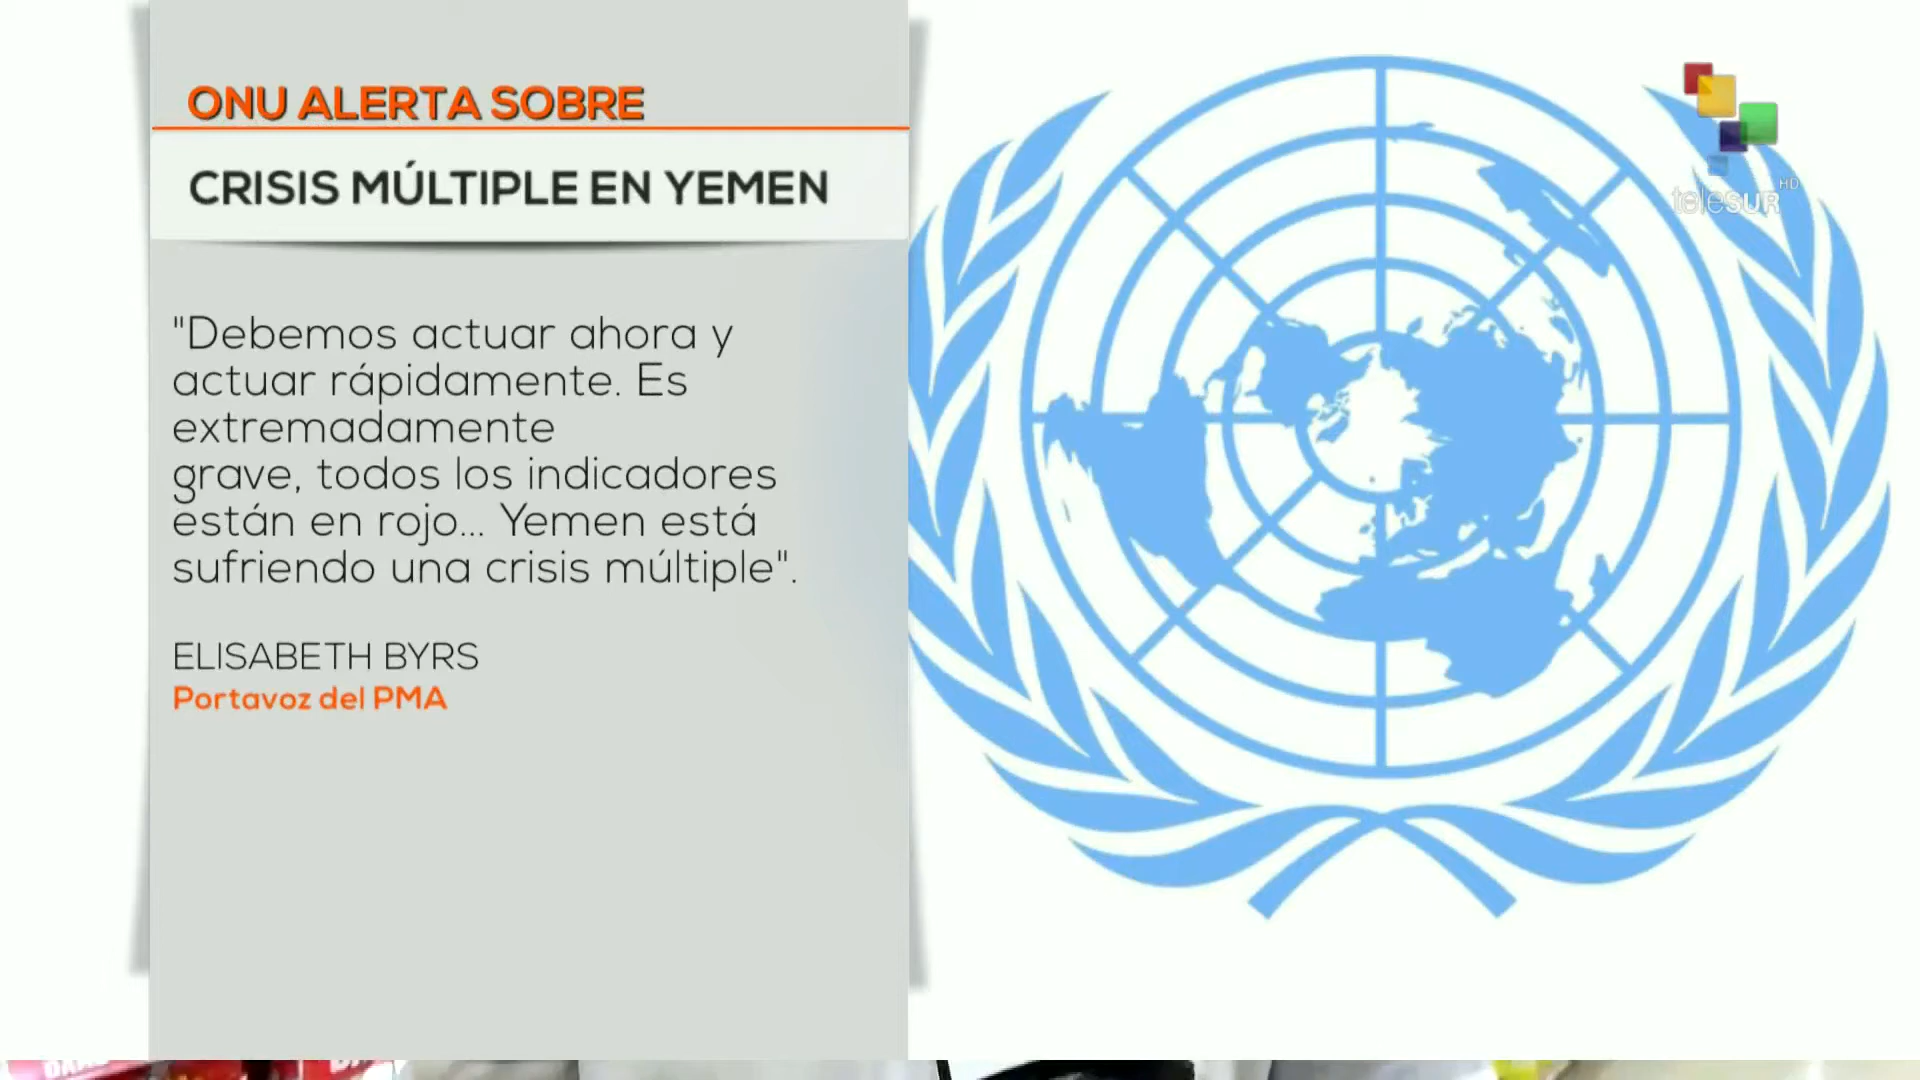 ONU ALERTA SOBRE
CRISIS MÚLTIPLE EN YEMEN
"Debemos actuar ahora y
actuar rápidamente. Es
extremadamente
grave, todos los indicadores
están en rojo... Yemen está
sufriendo una crisis múltiple".
ELISABETH BYRS
Portavoz del PMA
teleSUR HD